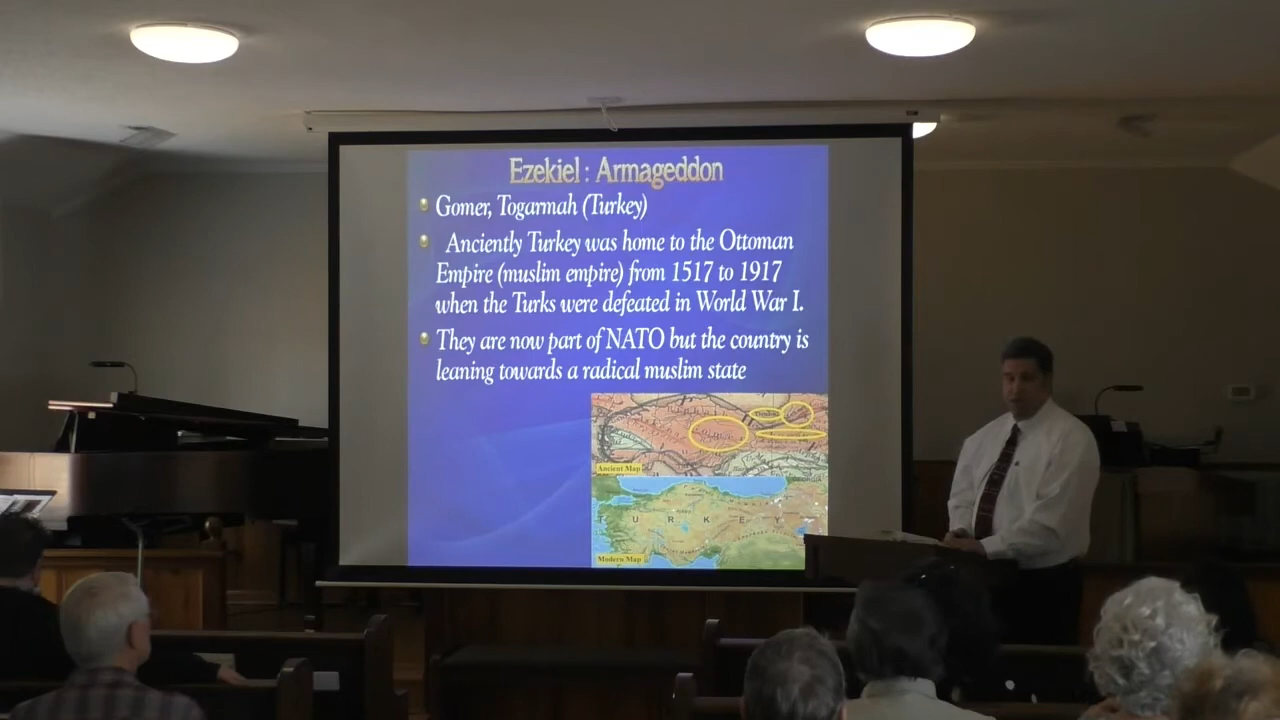 Ezekiel : Armageddon
Gomer, Togarmah (Turkey)
Anciently Turkey was home to the Ottoman
Empire (muslim empire) from 1517 to 1917
when the Turks were defeated in World War I.
They are now part of NATO but the country is
leaning towards a radical muslim state
Ancient Map
GEORGIA
TURKEY
Modern Map